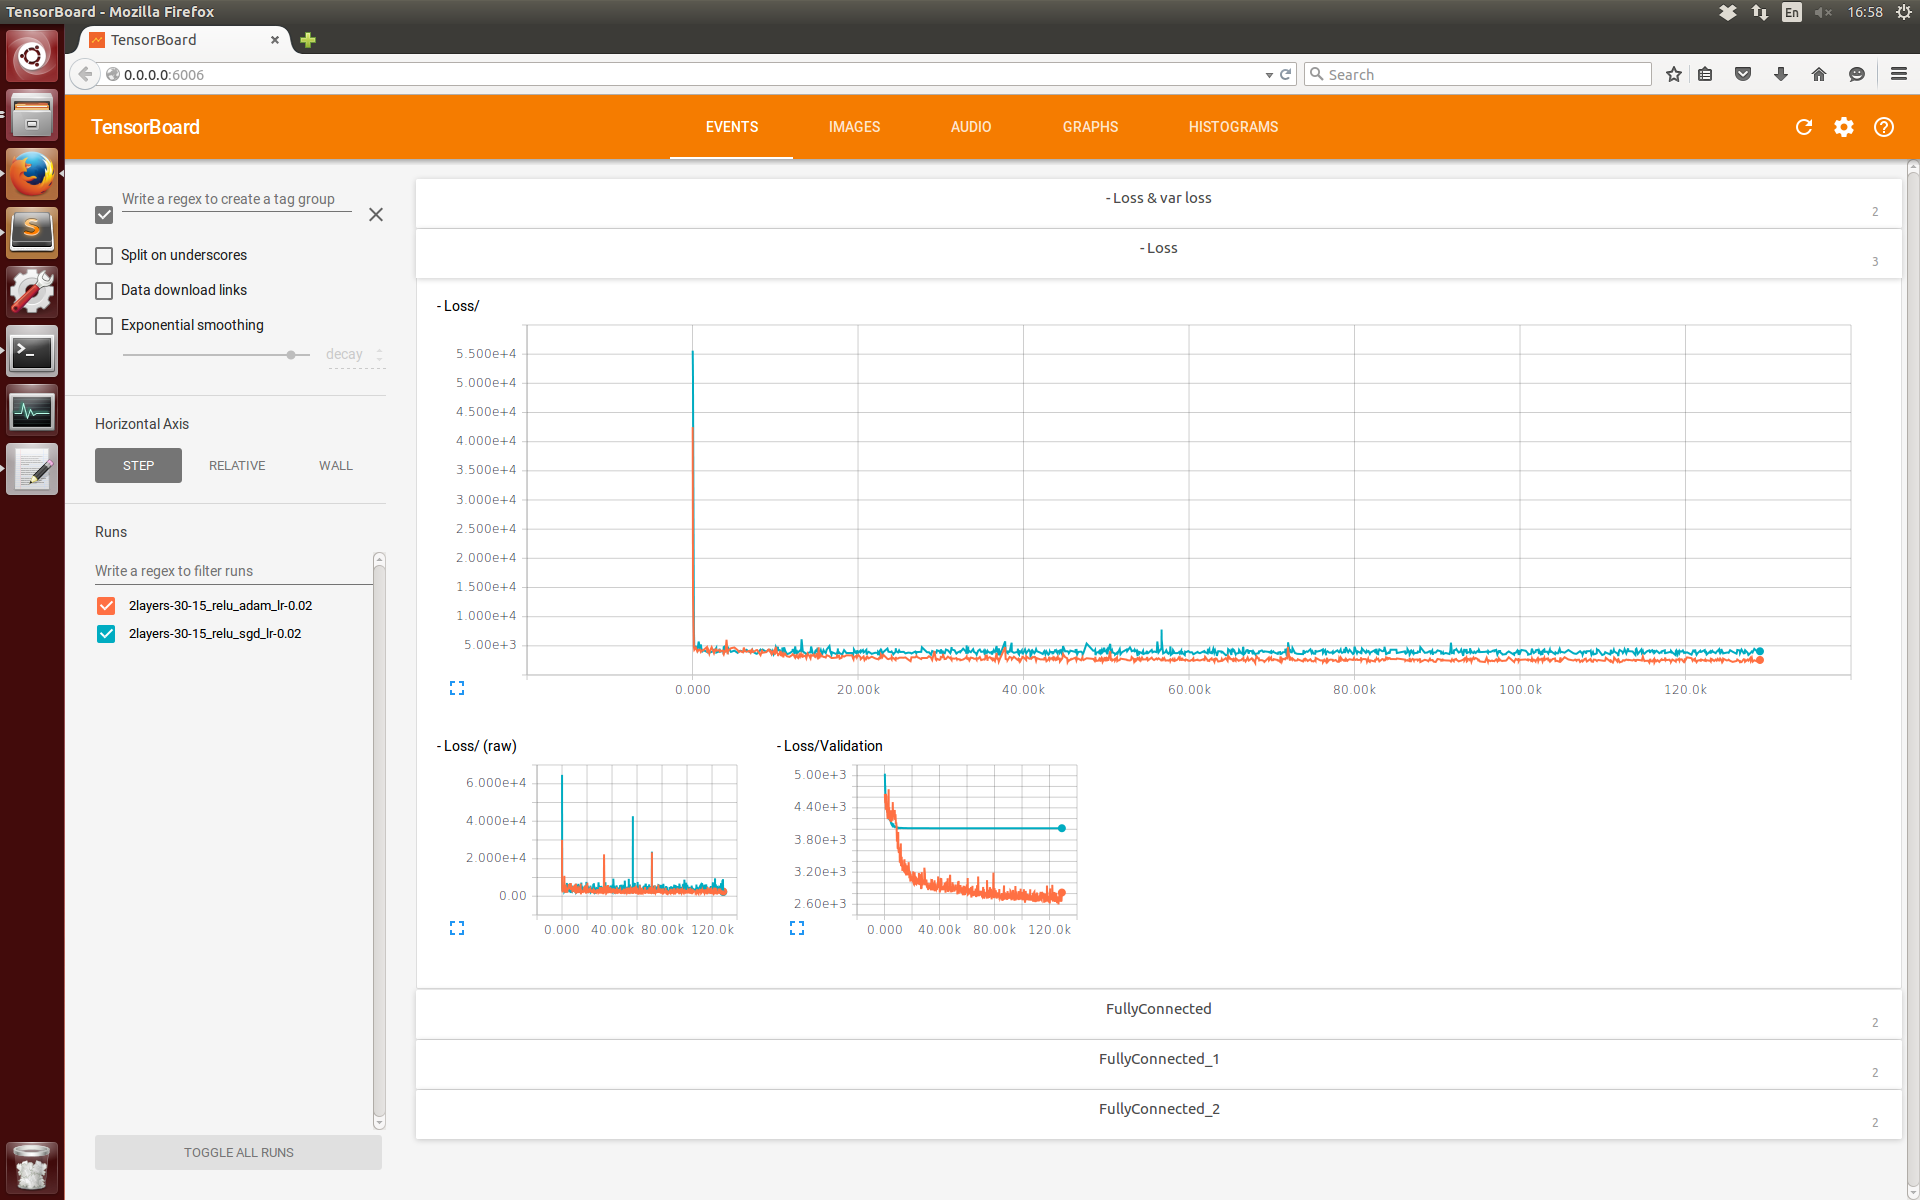 TensorBoard - Mozilla Firefox
En
16:58
TensorBoard
0.0.0.0:6006
Search
TensorBoard
EVENTS
IMAGES
AUDIO
GRAPHS
HISTOGRAMS
Write a regex to create a tag group
Split on underscores
Data download links
Exponential smoothing
decay
Horizontal Axis
STEP
RELATIVE
WALL
Runs
Write a regex to filter runs
2layers-30-15_relu_adam_lr-0.02
2layers-30-15_relu_sgd_lr-0.02
TOGGLE ALL RUNS
- Loss & var loss
2
- Loss
3
- Loss/
5.500e+4
5.000e+4
4.500e+4
4.000e+4
3.500e+4
3.000e+4
2.500e+4
2.000e+4
1.500e+4
1.000e+4
5.00e+3
0.000
20.00k
40.00k
60.00k
80.00k
100.0k
120.0k
- Loss/ (raw)
6.000e+4
4.000e+4
2.000e+4
0.00
0.000
40.00k
80.00k
120.0k
- Loss/Validation
5.00e+3
4.40e+3
3.80e+3
3.20e+3
2.60e+3
0.000
40.00k
80.00k
120.0k
FullyConnected
2
FullyConnected_1
2
FullyConnected_2
2